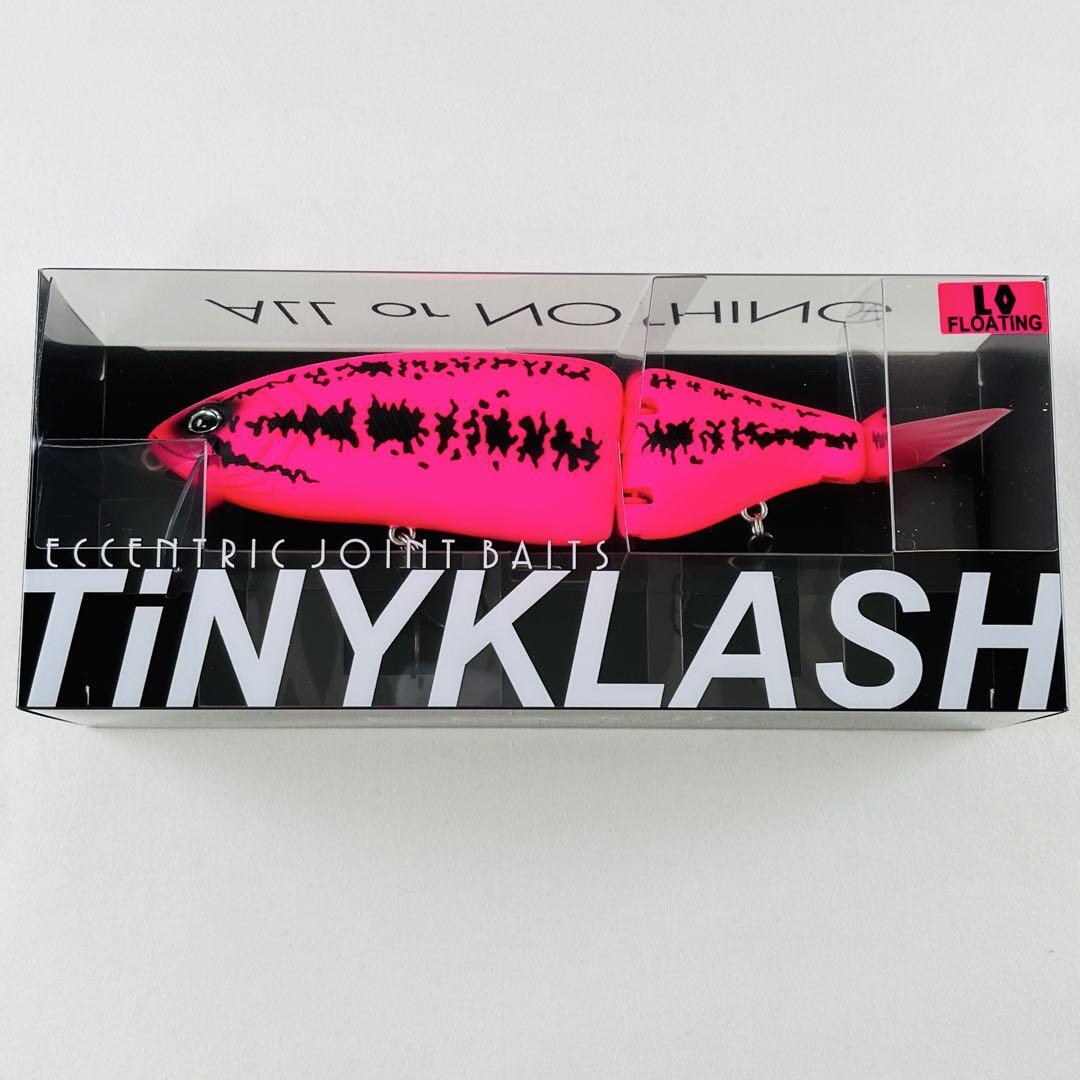 ALL or NOTHING
LO
FLOATING
ECCENTRIC JOINT BAITS
TiNYKLASH